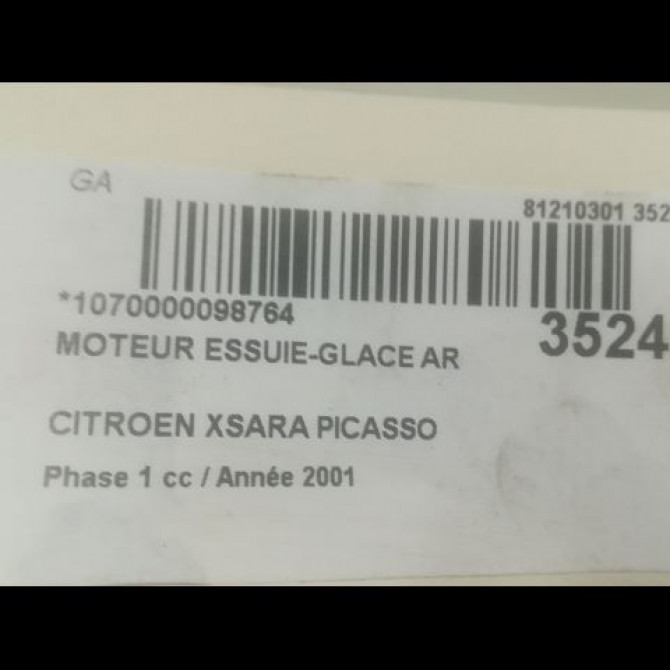 GA
81210301 352
*1070000098764
3524
MOTEUR ESSUIE-GLACE AR
CITROEN XSARA PICASSO
Phase 1 cc / Année 2001